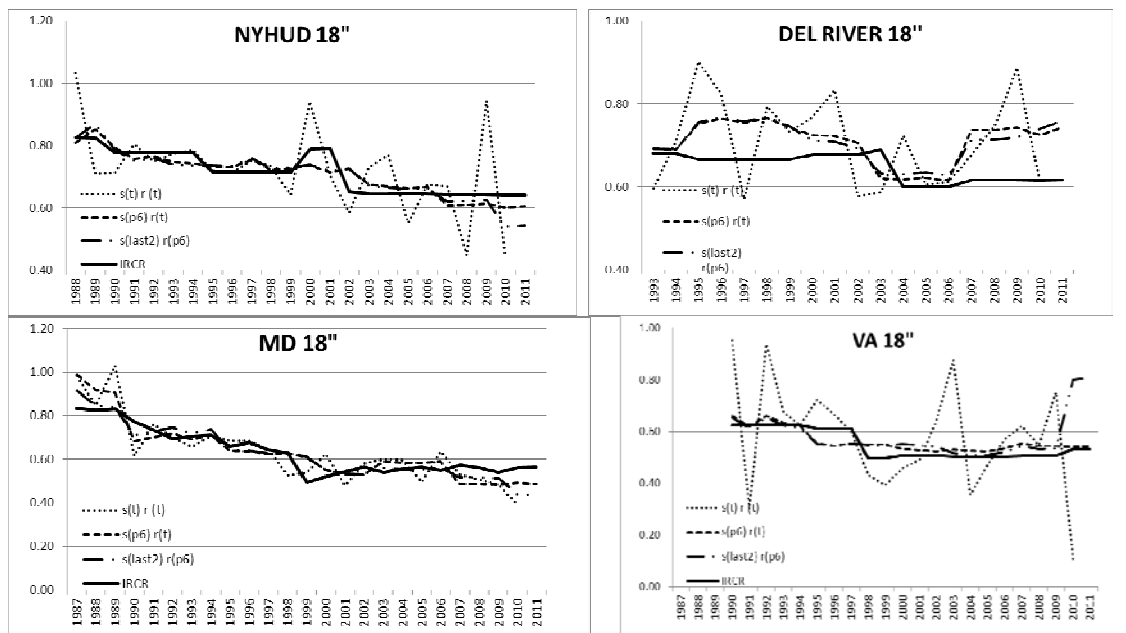 NYHUD 18"
1.20
1.00
0.80
0.60
0.40
s(t) r (t)
s(p6) r(t)
s(last2) r(p6)
IRCR
1988 1989 1990 1991 1992 1993 1994 1995 1996 1997 1998 1999 2000 2001 2002 2003 2004 2005 2006 2007 2008 2009 2010 2011
DEL RIVER 18"
1.00
0.80
0.60
0.40
s(t) r (t)
s(p6) r(t)
s(last2)
r(p6)
1993 1994 1995 1996 1997 1998 1999 2000 2001 2002 2003 2004 2005 2006 2007 2008 2009 2010 2011
MD 18"
1.20
1.00
0.80
0.60
0.40
0.20
0.00
s(t) r (t)
s(p6) r(t)
s(last2) r(p6)
IRCR
1987 1988 1989 1990 1991 1992 1993 1994 1995 1996 1997 1998 1999 2000 2001 2002 2003 2004 2005 2006 2007 2008 2009 2010 2011
VA 18"
1.00
0.80
0.60
0.40
0.20
0.00
s(t) r (t)
s(p6) r(t)
s(last2) r(p6)
IRCR
1987 1988 1989 1990 1991 1992 1993 1994 1995 1996 1997 1998 1999 2000 2001 2002 2003 2004 2005 2006 2007 2008 2009 2010 2011